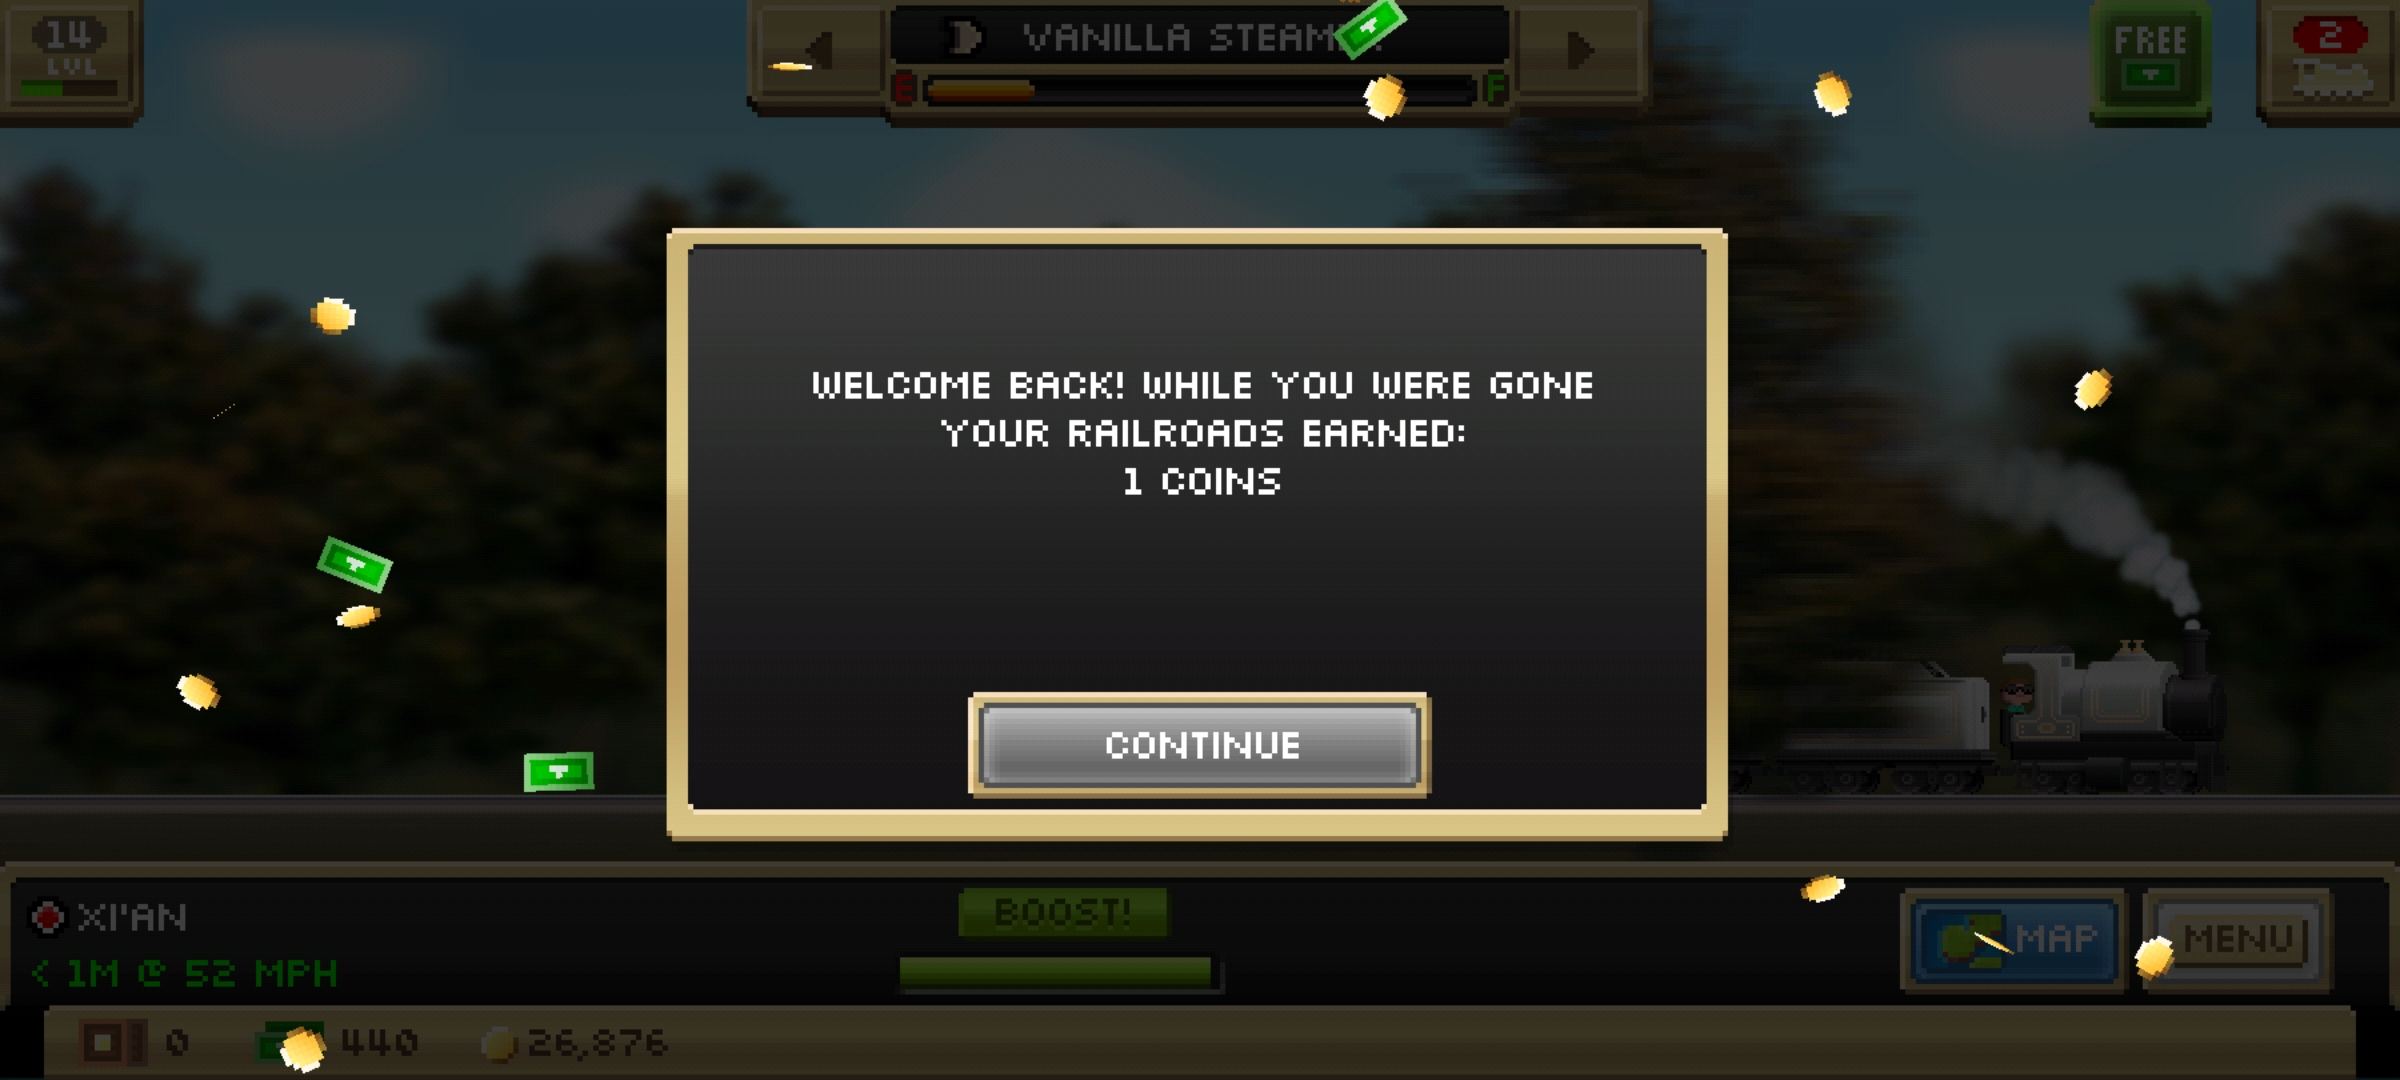 14
LVL
VANILLA STEAM
E
F
FREE
2
WELCOME BACK! WHILE YOU WERE GONE
YOUR RAILROADS EARNED:
1 COINS
CONTINUE
XI'AN
< 1M @ 52 MPH
BOOST!
MAP
MENU
0
440
26,876